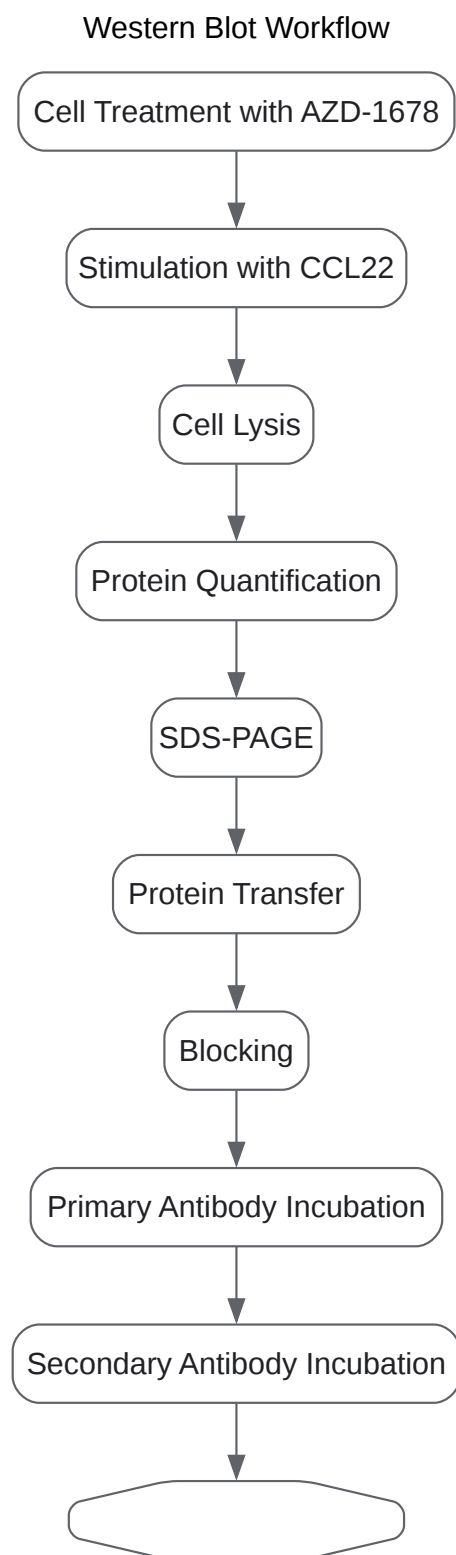 Western Blot Workflow
Cell Treatment with AZD-1678
Stimulation with CCL22
Cell Lysis
Protein Quantification
SDS-PAGE
Protein Transfer
Blocking
Primary Antibody Incubation
Secondary Antibody Incubation